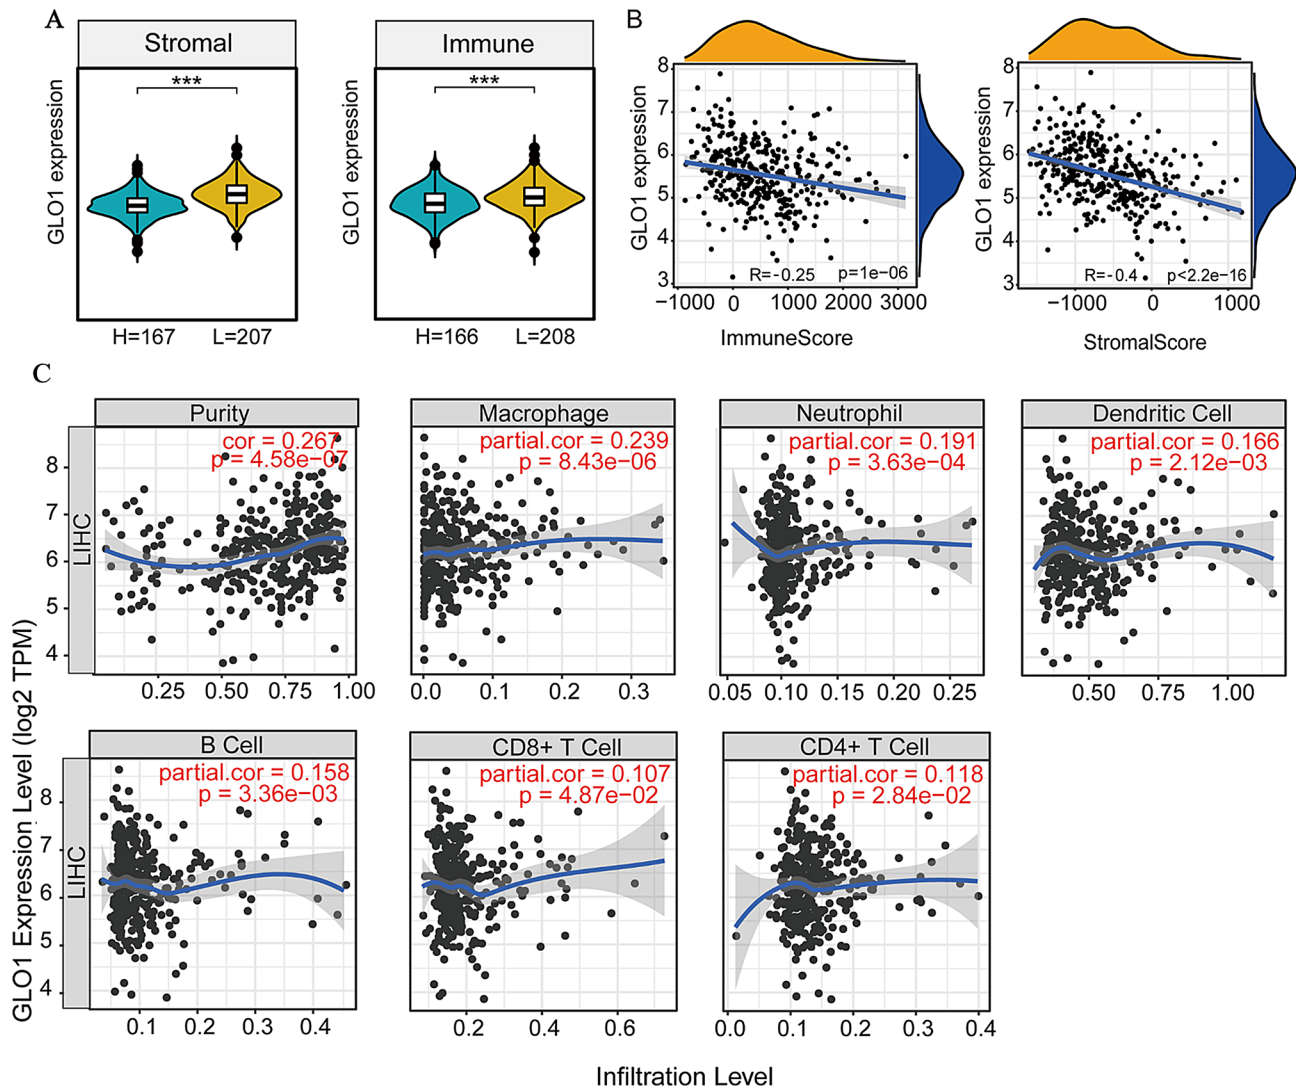 A
Stromal
Immune
***
***
GLO1 expression
GLO1 expression
H=167 L=207
H=166 L=208
B
8
7
6
5
4
3
GLO1 expression
R=-0.25 p=1e-06
−1000 0 1000 2000 3000
ImmuneScore
8
7
6
5
4
3
GLO1 expression
R=-0.4 p<2.2e-16
−1000 0 1000
StromalScore
C
GLO1 Expression Level (log2 TPM)
LIHC
8
7
6
5
4
Purity
cor = 0.267
p = 4.58e−07
0.25 0.50 0.75 1.00
Macrophage
partial.cor = 0.239
p = 8.43e−06
0.0 0.1 0.2 0.3
Neutrophil
partial.cor = 0.191
p = 3.63e−04
0.05 0.10 0.15 0.20 0.25
Dendritic Cell
partial.cor = 0.166
p = 2.12e−03
0.50 0.75 1.00
LIHC
8
7
6
5
4
B Cell
partial.cor = 0.158
p = 3.36e−03
0.1 0.2 0.3 0.4
CD8+ T Cell
partial.cor = 0.107
p = 4.87e−02
0.2 0.4 0.6
CD4+ T Cell
partial.cor = 0.118
p = 2.84e−02
0.0 0.1 0.2 0.3 0.4
Infiltration Level